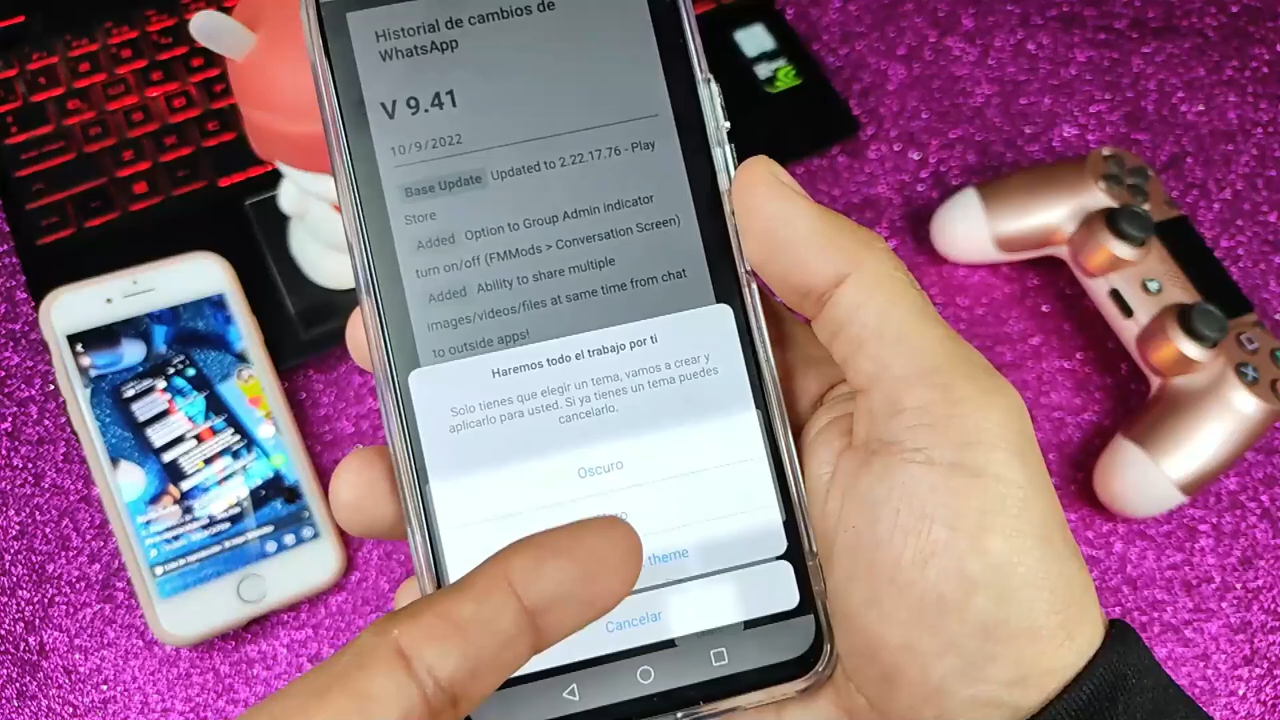 Historial de cambios de
WhatsApp
V 9.41
10/9/2022
Base Update Updated to 2.22.17.76 - Play
Store
Added Option to Group Admin Indicator
turn on/off (FMMods > Conversation Screen)
Added Ability to share multiple
images/videos/files at same time from chat
to outside apps!
Haremos todo el trabajo por ti
Solo tienes que elegir un tema, vamos a crear y
aplicarlo para usted. Si ya tienes un tema puedes
cancelarlo.
Oscuro
theme
Cancelar